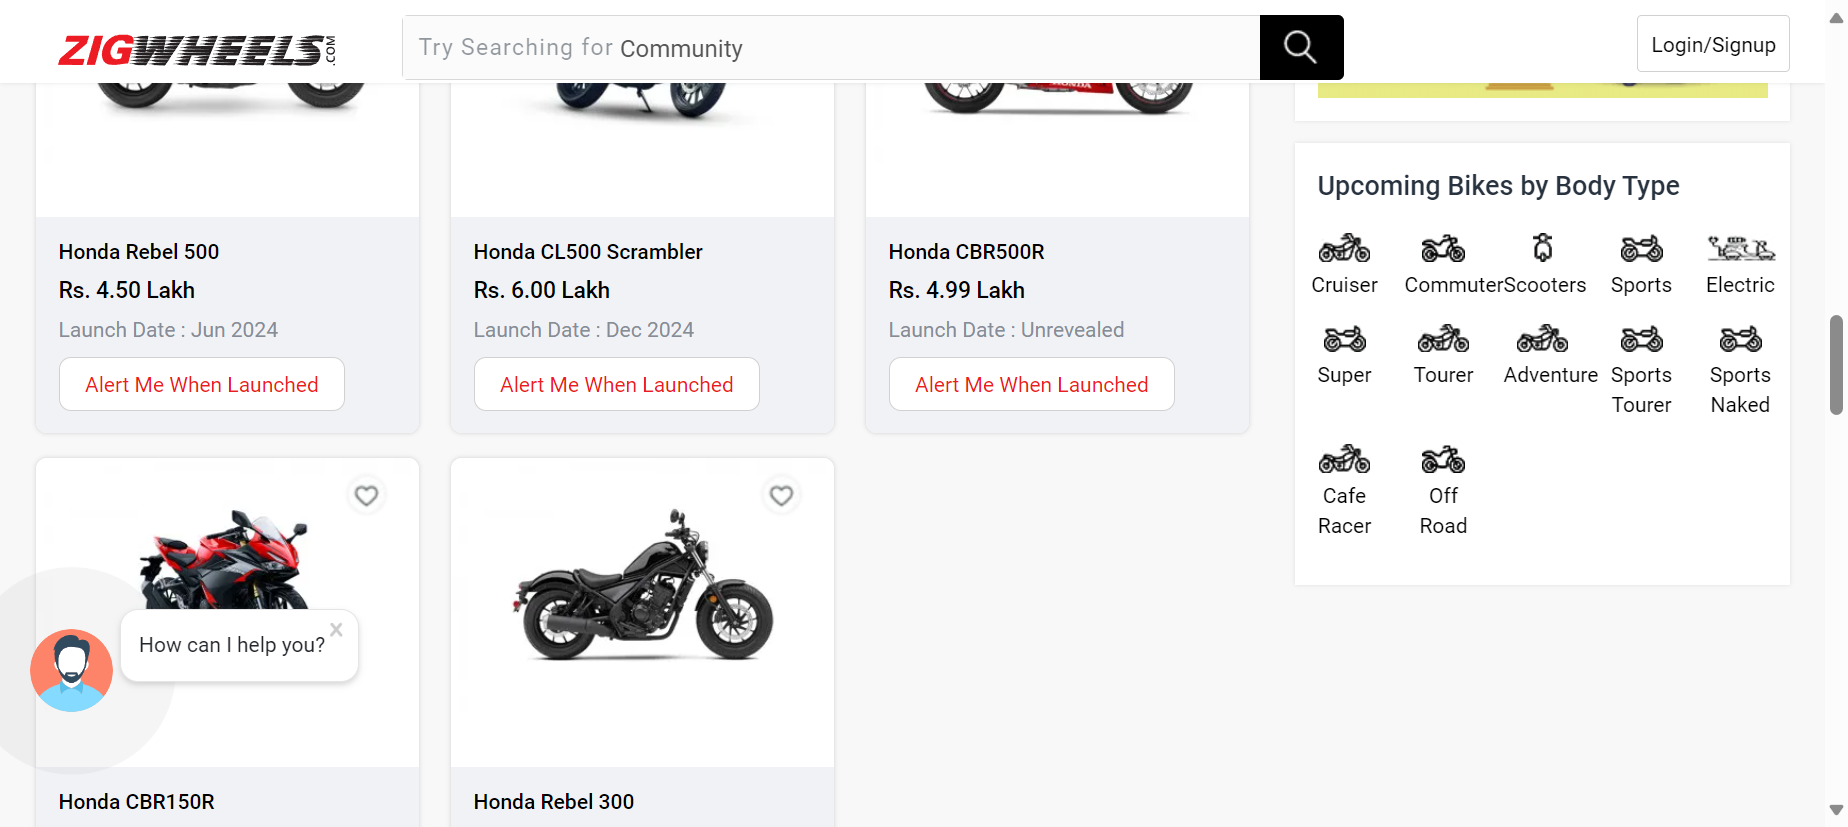 ZIGWHEELS.COM
Try Searching for Community
Login/Signup
HONDA
Honda Rebel 500
Rs. 4.50 Lakh
Launch Date : Jun 2024
Alert Me When Launched
Honda CL500 Scrambler
Rs. 6.00 Lakh
Launch Date : Dec 2024
Alert Me When Launched
Honda CBR500R
Rs. 4.99 Lakh
Launch Date : Unrevealed
Alert Me When Launched
Upcoming Bikes by Body Type
Cruiser
Commuter
Scooters
Sports
Electric
Super
Tourer
Adventure
Sports
Tourer
Sports
Naked
Cafe
Racer
Off
Road
How can I help you?
Honda CBR150R
Honda Rebel 300